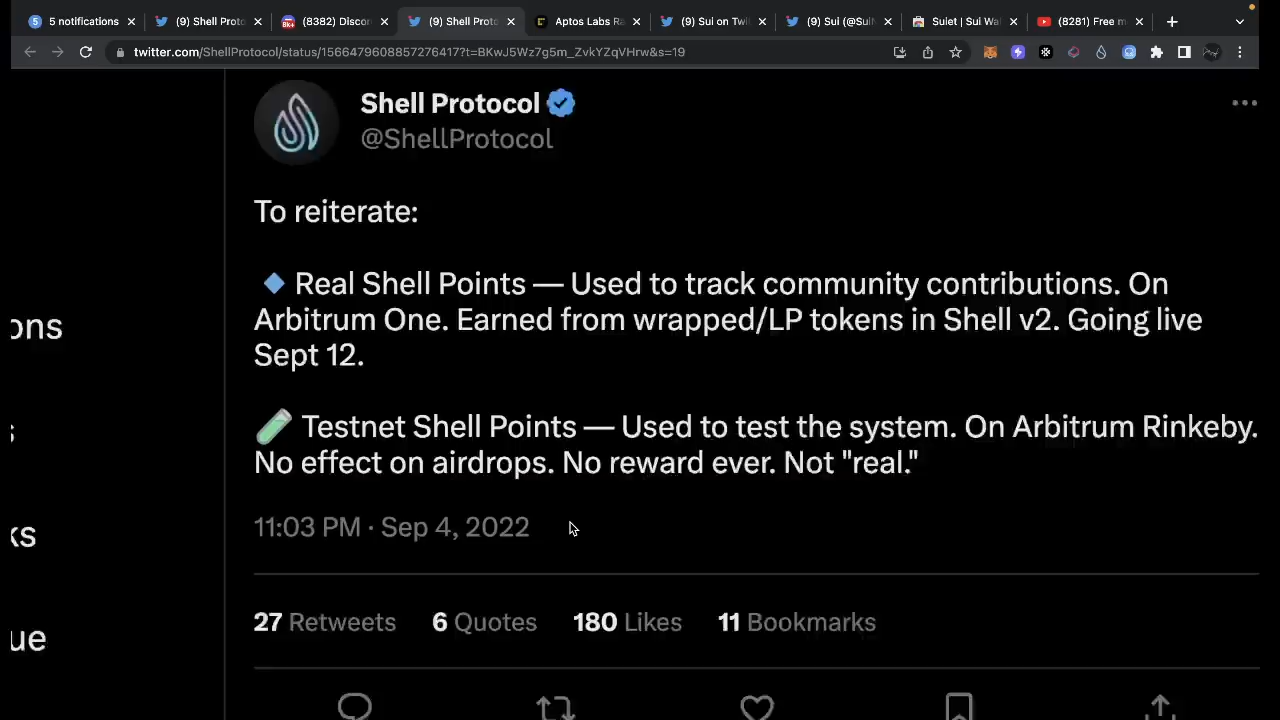 5 notifications
(9) Shell Proto
(8382) Discor
(9) Shell Proto
Aptos Labs Ra
(9) Sui on Twi
(9) Sui (@Sui
Suiet | Sui Wa
(8281) Free m
twitter.com/ShellProtocol/status/1566479608857276417?t=BKwJ5Wz7g5m_ZvkYZqVHrw&s=19
Shell Protocol
@ShellProtocol
To reiterate:
🔹 Real Shell Points — Used to track community contributions. On
Arbitrum One. Earned from wrapped/LP tokens in Shell v2. Going live
Sept 12.
🧪 Testnet Shell Points — Used to test the system. On Arbitrum Rinkeby.
No effect on airdrops. No reward ever. Not "real."
11:03 PM · Sep 4, 2022
27 Retweets 6 Quotes 180 Likes 11 Bookmarks
ons
s
ks
ue